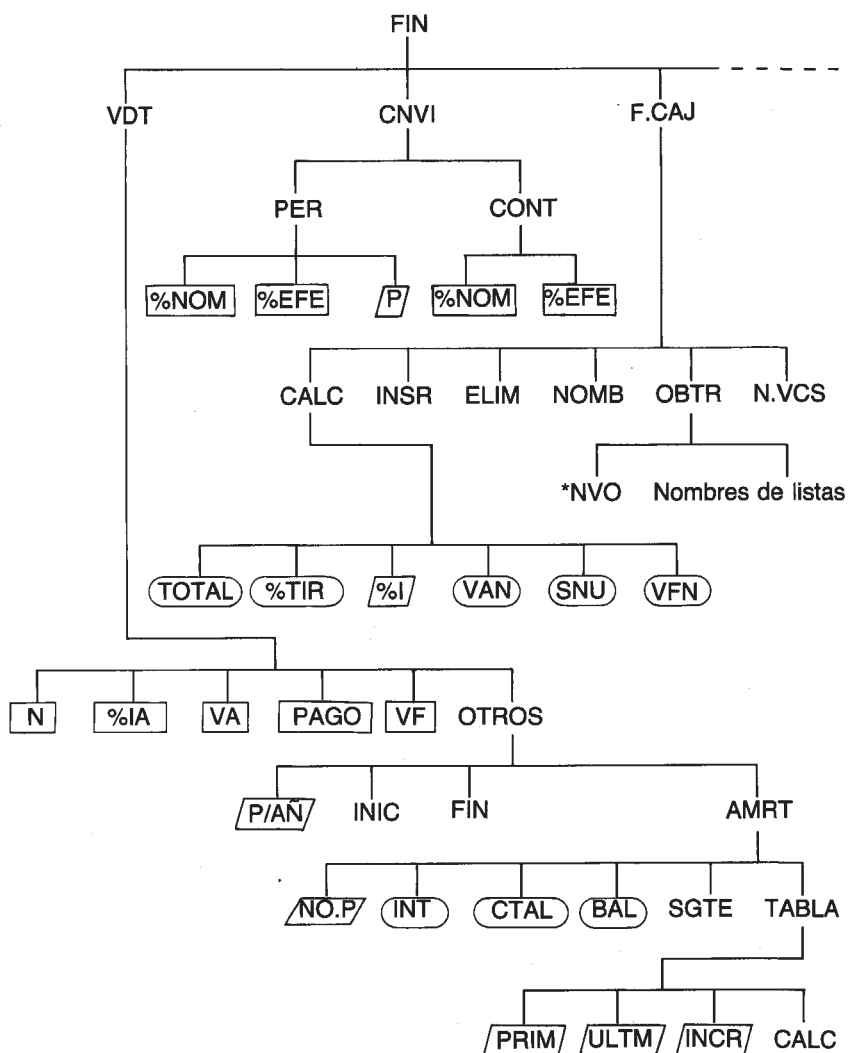 FIN
VDT CNVI F.CAJ
PER CONT
%NOM %EFE P %NOM %EFE
CALC INSR ELIM NOMB OBTR N.VCS
*NVO Nombres de listas
TOTAL %TIR %I VAN SNU VFN
N %IA VA PAGO VF OTROS
P/AÑ INIC FIN AMRT
NO.P INT CTAL BAL SGTE TABLA
PRIM ULTM INCR CALC